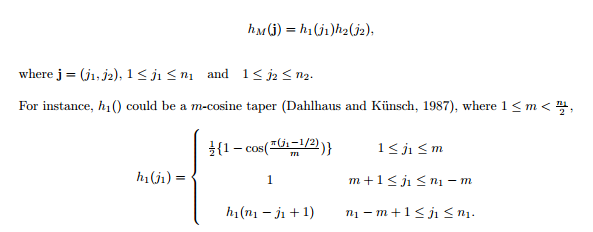 h_M(j) = h_1(j_1)h_2(j_2),
where j = (j_1, j_2), 1 ≤ j_1 ≤ n_1 and 1 ≤ j_2 ≤ n_2.
For instance, h_1() could be a m-cosine taper (Dahlhaus and Künsch, 1987), where 1 ≤ m < n_1/2,
h_1(j_1) = { 1/2{1 − cos(π(j_1−1/2)/m)} 1 ≤ j_1 ≤ m
1 m + 1 ≤ j_1 ≤ n_1 − m
h_1(n_1 − j_1 + 1) n_1 − m + 1 ≤ j_1 ≤ n_1.